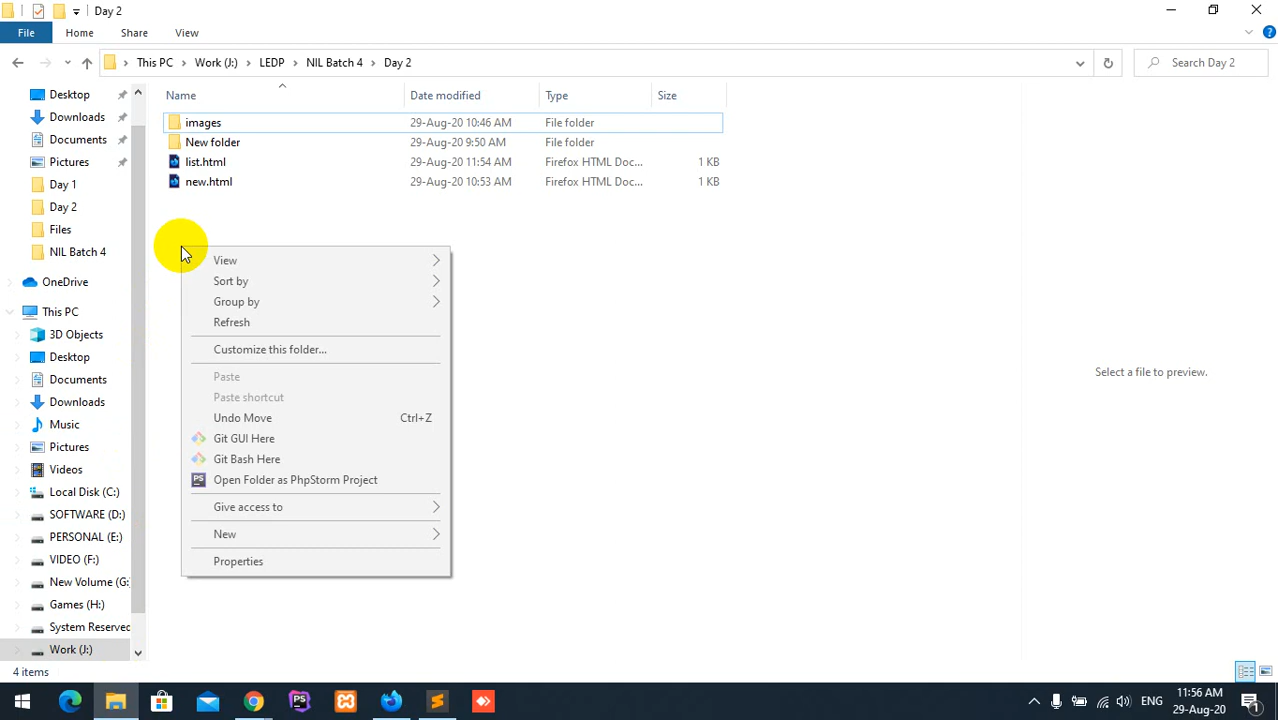 Day 2
File Home Share View
This PC Work (J:) LEDP NIL Batch 4 Day 2
Search Day 2
Name Date modified Type Size
images 29-Aug-20 10:46 AM File folder
New folder 29-Aug-20 9:50 AM File folder
list.html 29-Aug-20 11:54 AM Firefox HTML Doc... 1 KB
new.html 29-Aug-20 10:53 AM Firefox HTML Doc... 1 KB
Desktop
Downloads
Documents
Pictures
Day 1
Day 2
Files
NIL Batch 4
OneDrive
This PC
3D Objects
Desktop
Documents
Downloads
Music
Pictures
Videos
Local Disk (C:)
SOFTWARE (D:)
PERSONAL (E:)
VIDEO (F:)
New Volume (G:
Games (H:)
System Reserved
Work (J:)
View
Sort by
Group by
Refresh
Customize this folder...
Paste
Paste shortcut
Undo Move Ctrl+Z
Git GUI Here
Git Bash Here
PS Open Folder as PhpStorm Project
Give access to
New
Properties
Select a file to preview.
4 items
PS
ENG
11:56 AM
29-Aug-20
1